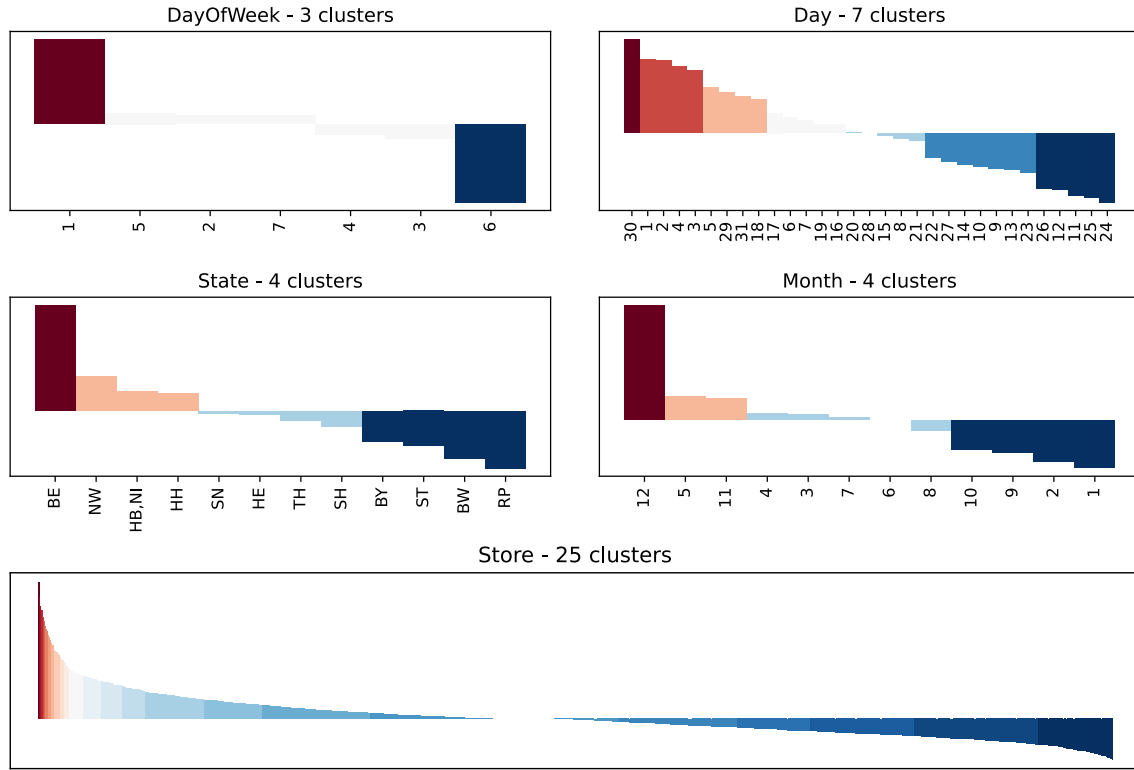 DayOfWeek - 3 clusters
1 5 2 7 4 3 6
Day - 7 clusters
30 1 2 4 3 5 29 31 18 17 6 7 19 16 20 28 15 8 21 22 27 14 10 9 13 23 26 12 11 25 24
State - 4 clusters
BE NW HB,NI HH SN HE TH SH BY ST BW RP
Month - 4 clusters
12 5 11 4 3 7 6 8 10 9 2 1
Store - 25 clusters